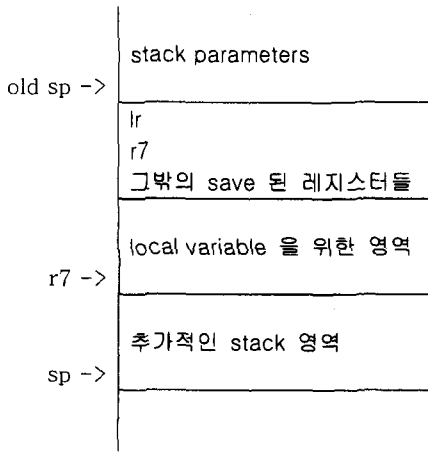 stack parameters
old sp ->
lr
r7
그밖의 save 된 레지스터들
local variable 을 위한 영역
r7 ->
추가적인 stack 영역
sp ->